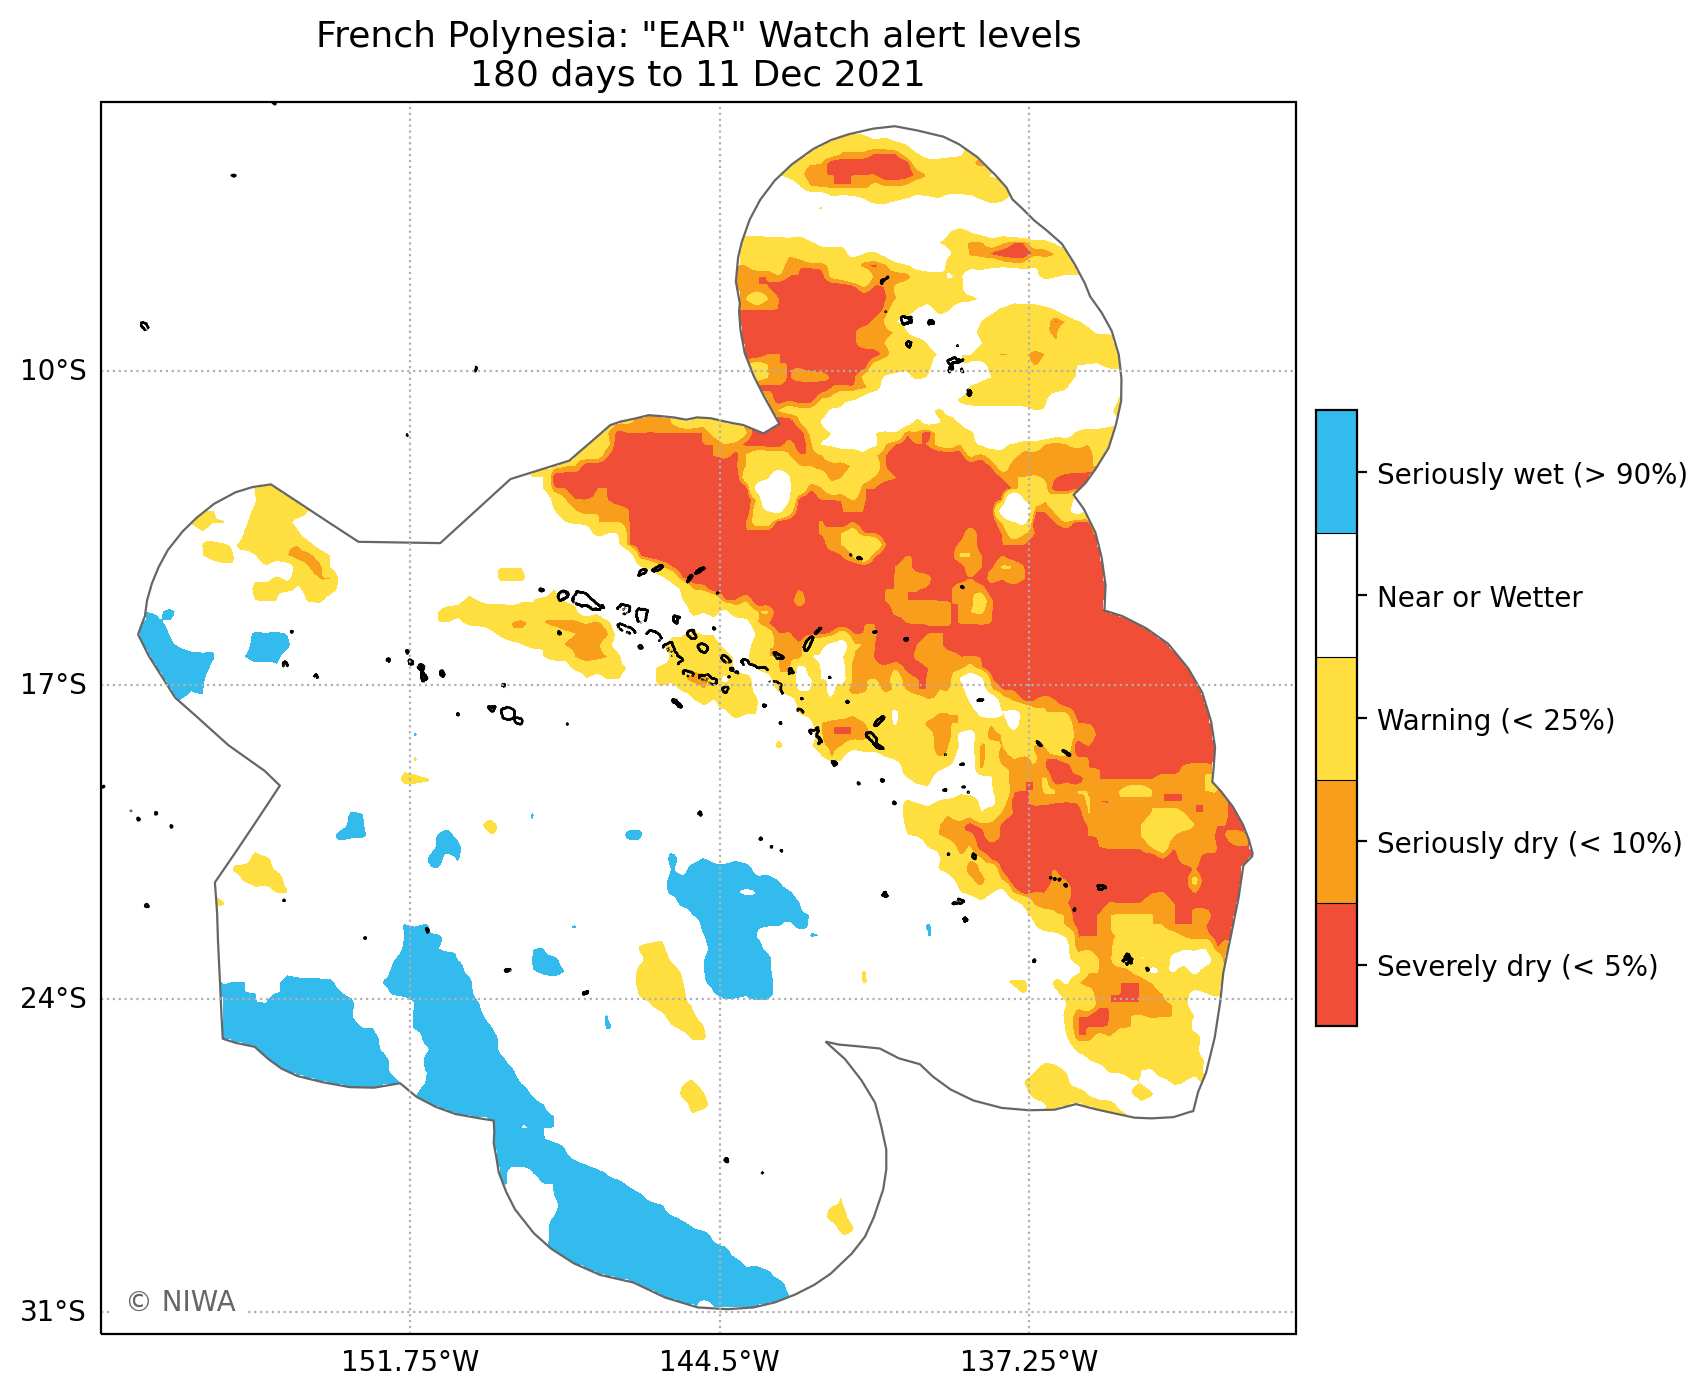 French Polynesia: "EAR" Watch alert levels
180 days to 11 Dec 2021
10°S
17°S
24°S
31°S
151.75°W
144.5°W
137.25°W
© NIWA
Seriously wet (> 90%)
Near or Wetter
Warning (< 25%)
Seriously dry (< 10%)
Severely dry (< 5%)